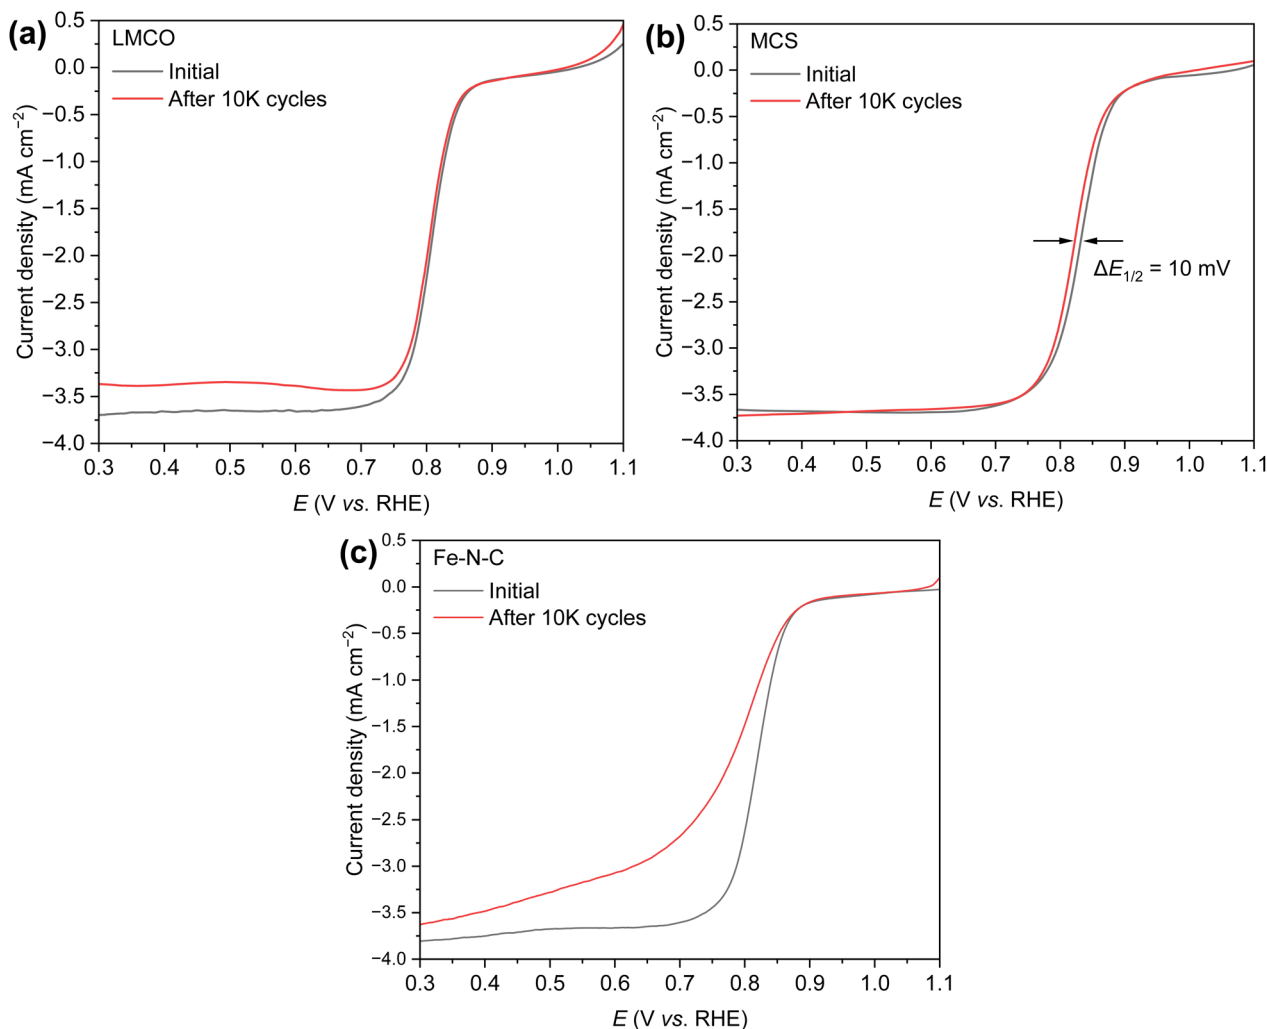 (a)
LMCO
Initial
After 10K cycles
0.5
0.0
−0.5
−1.0
−1.5
−2.0
−2.5
−3.0
−3.5
−4.0
Current density (mA cm⁻²)
0.3 0.4 0.5 0.6 0.7 0.8 0.9 1.0 1.1
E (V vs. RHE)
(b)
MCS
Initial
After 10K cycles
ΔE₁/₂ = 10 mV
0.5
0.0
−0.5
−1.0
−1.5
−2.0
−2.5
−3.0
−3.5
−4.0
Current density (mA cm⁻²)
0.3 0.4 0.5 0.6 0.7 0.8 0.9 1.0 1.1
E (V vs. RHE)
(c)
Fe-N-C
Initial
After 10K cycles
0.5
0.0
−0.5
−1.0
−1.5
−2.0
−2.5
−3.0
−3.5
−4.0
Current density (mA cm⁻²)
0.3 0.4 0.5 0.6 0.7 0.8 0.9 1.0 1.1
E (V vs. RHE)